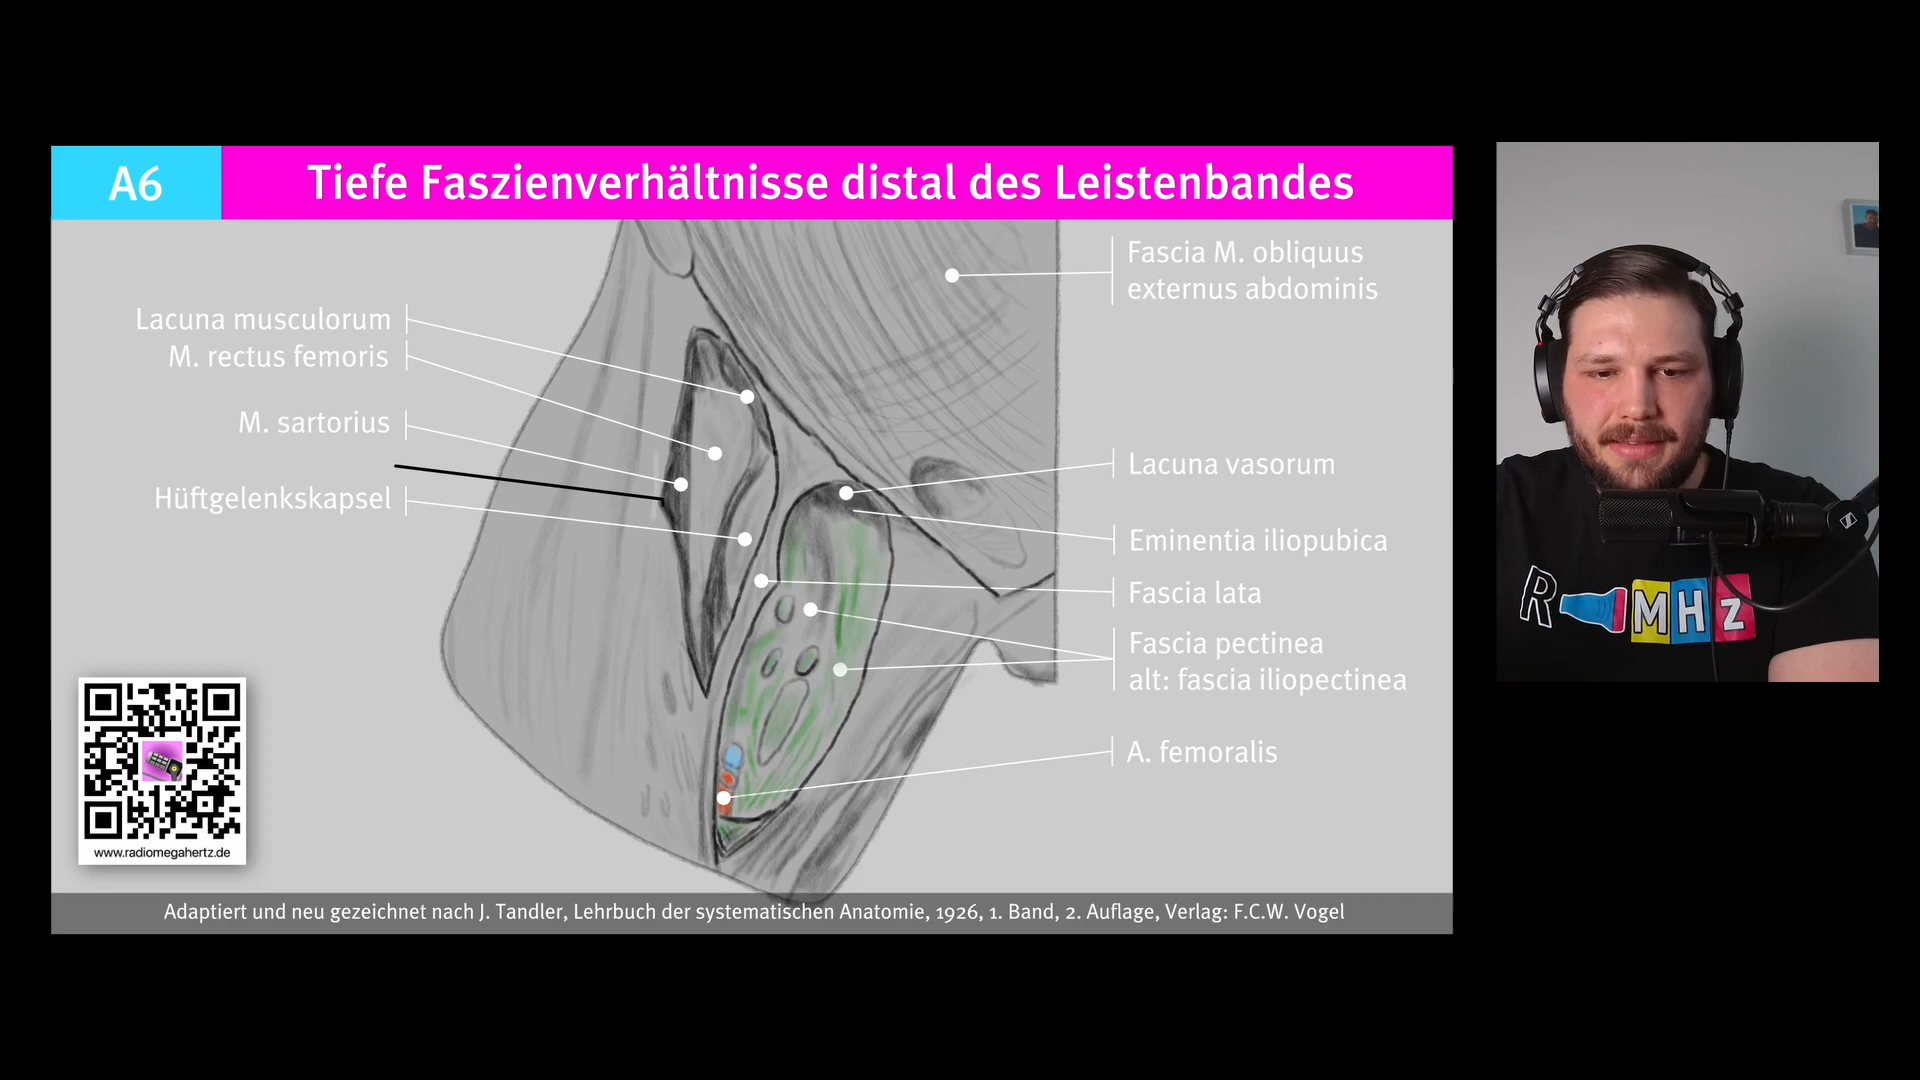 A6
Tiefe Faszienverhältnisse distal des Leistenbandes
Lacuna musculorum
M. rectus femoris
M. sartorius
Hüftgelenkskapsel
Fascia M. obliquus
externus abdominis
Lacuna vasorum
Eminentia iliopubica
Fascia lata
Fascia pectinea
alt: fascia iliopectinea
A. femoralis
www.radiomegahertz.de
Adaptiert und neu gezeichnet nach J. Tandler, Lehrbuch der systematischen Anatomie, 1926, 1. Band, 2. Auflage, Verlag: F.C.W. Vogel
R MHz